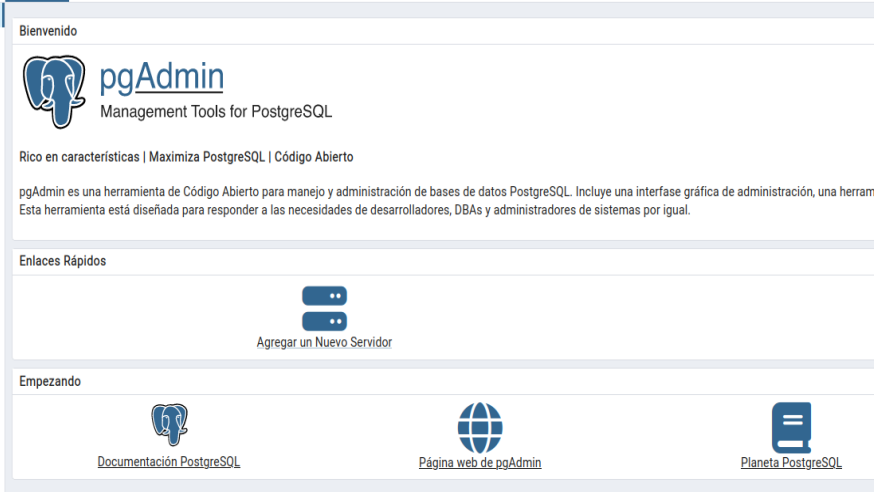 Bienvenido
pgAdmin
Management Tools for PostgreSQL
Rico en características | Maximiza PostgreSQL | Código Abierto
pgAdmin es una herramienta de Código Abierto para manejo y administración de bases de datos PostgreSQL. Incluye una interfase gráfica de administración, una
Esta herramienta está diseñada para responder a las necesidades de desarrolladores, DBAs y administradores de sistemas por igual.
Enlaces Rápidos
Agregar un Nuevo Servidor
Empezando
Documentación PostgreSQL
Página web de pgAdmin
Planeta PostgreSQL